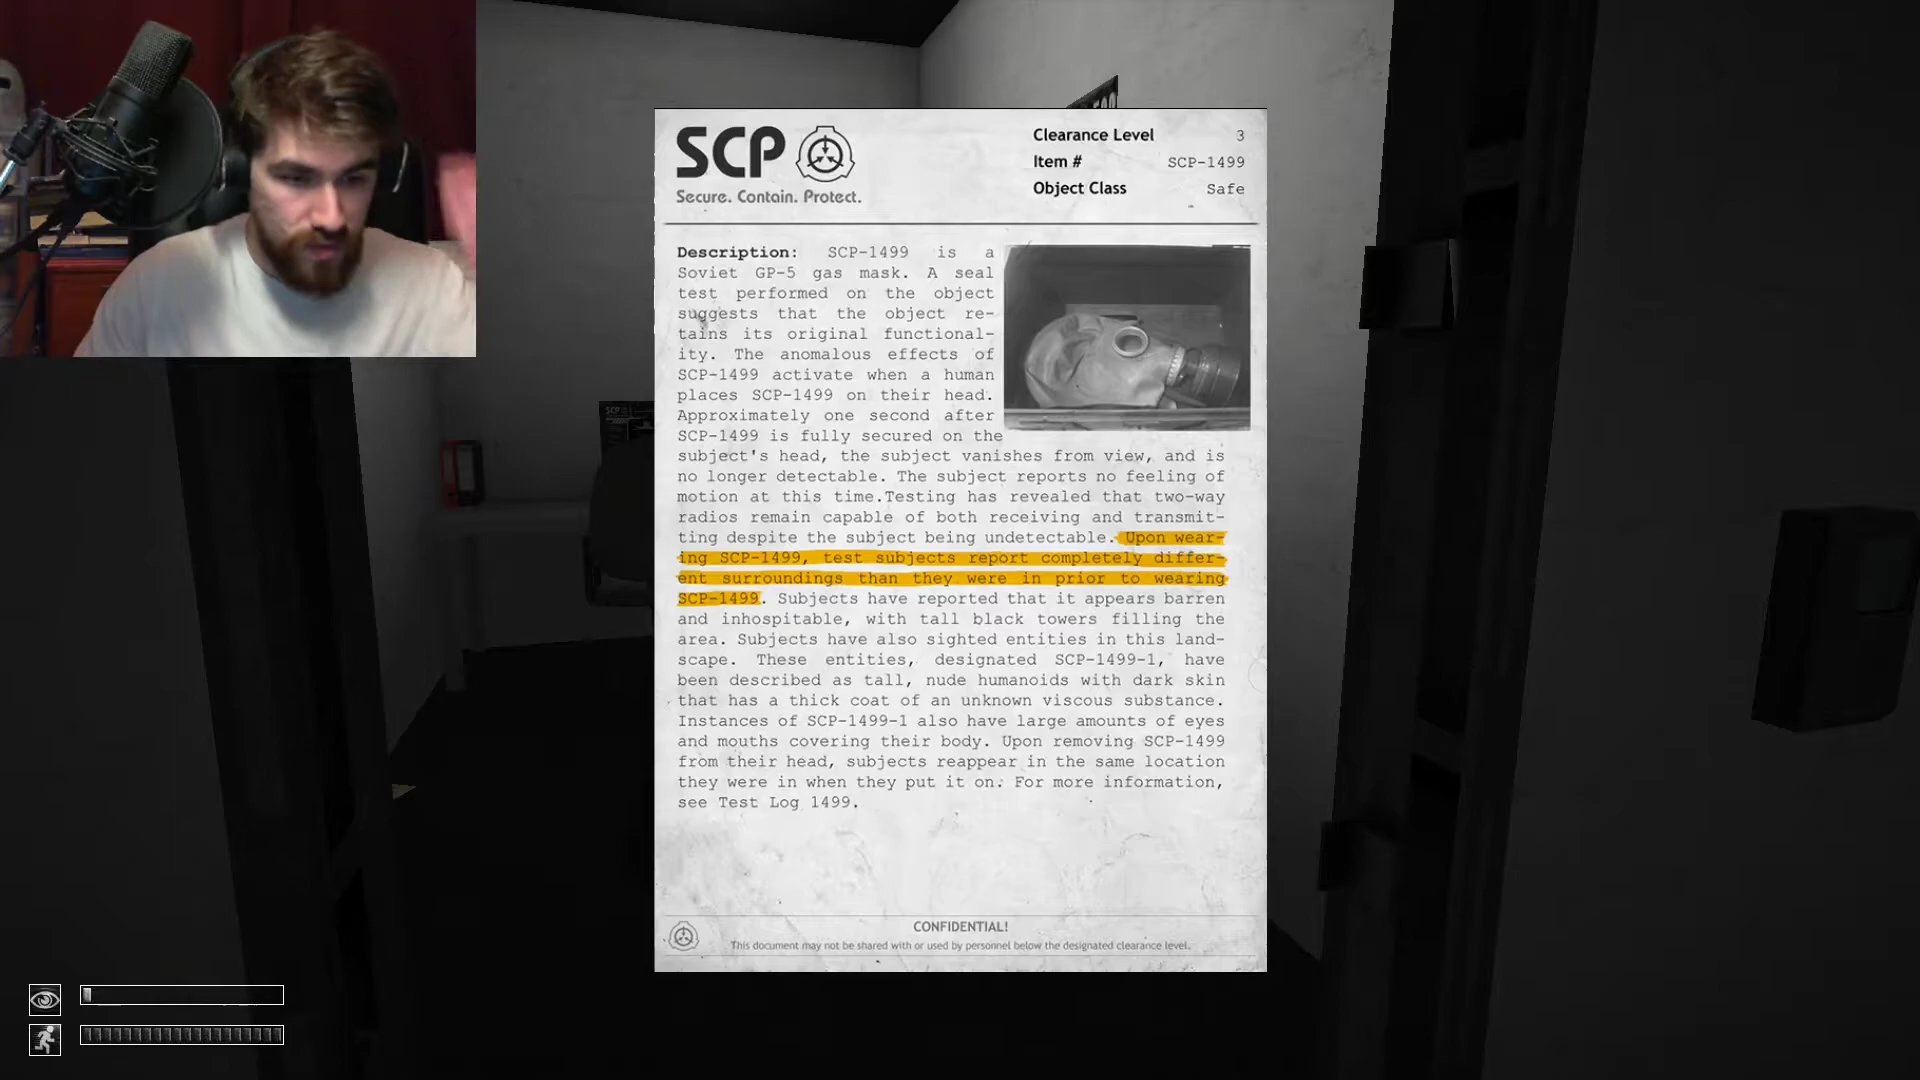 SCP
Secure. Contain. Protect.
Clearance Level 3
Item # SCP-1499
Object Class Safe
Description: SCP-1499 is a
Soviet GP-5 gas mask. A seal
test performed on the object
suggests that the object re-
tains its original functional-
ity. The anomalous effects of
SCP-1499 activate when a human
places SCP-1499 on their head.
Approximately one second after
SCP-1499 is fully secured on the
subject's head, the subject vanishes from view, and is
no longer detectable. The subject reports no feeling of
motion at this time.Testing has revealed that two-way
radios remain capable of both receiving and transmit-
ting despite the subject being undetectable. Upon wear-
ing SCP-1499, test subjects report completely differ-
ent surroundings than they were in prior to wearing
SCP-1499. Subjects have reported that it appears barren
and inhospitable, with tall black towers filling the
area. Subjects have also sighted entities in this land-
scape. These entities, designated SCP-1499-1, have
been described as tall, nude humanoids with dark skin
that has a thick coat of an unknown viscous substance.
Instances of SCP-1499-1 also have large amounts of eyes
and mouths covering their body. Upon removing SCP-1499
from their head, subjects reappear in the same location
they were in when they put it on. For more information,
see Test Log 1499.
CONFIDENTIAL!
This document may not be shared with or used by personnel below the designated clearance level.
SCP